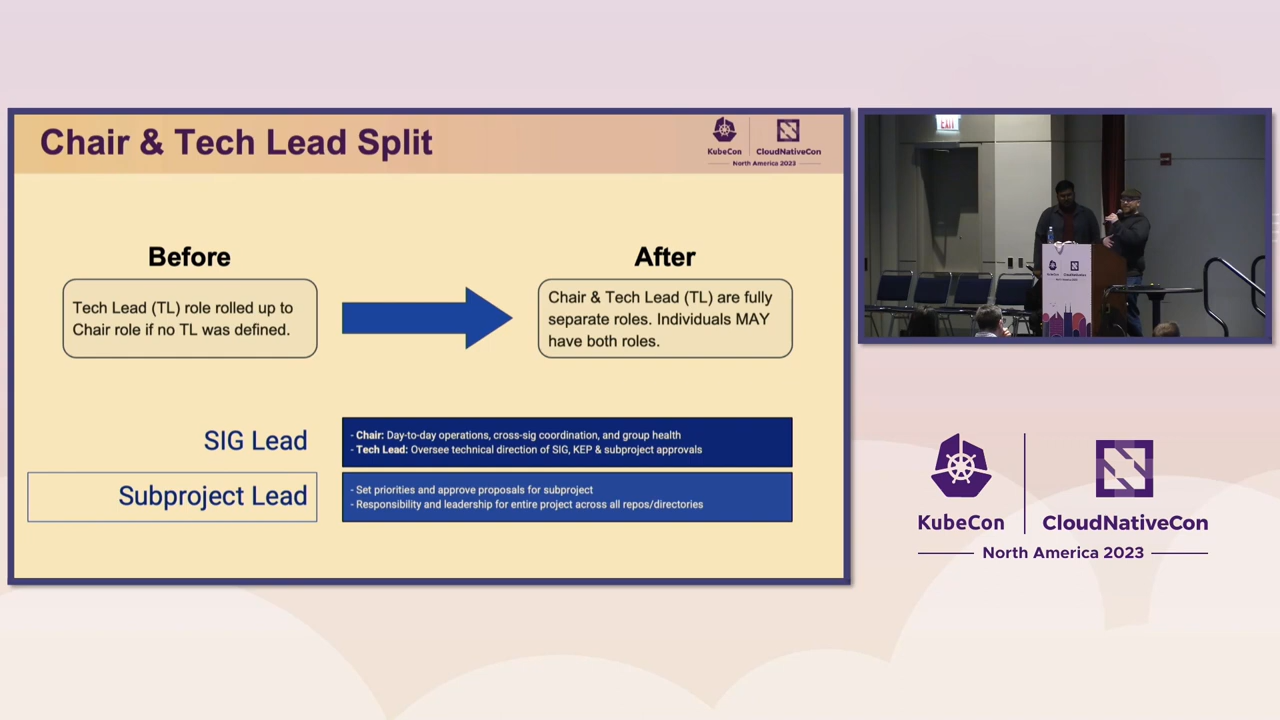 Chair & Tech Lead Split
KubeCon
CloudNativeCon
North America 2023
Before
After
Tech Lead (TL) role rolled up to
Chair role if no TL was defined.
Chair & Tech Lead (TL) are fully
separate roles. Individuals MAY
have both roles.
SIG Lead
- Chair: Day-to-day operations, cross-sig coordination, and group health
- Tech Lead: Oversee technical direction of SIG, KEP & subproject approvals
Subproject Lead
- Set priorities and approve proposals for subproject
- Responsibility and leadership for entire project across all repos/directories
EXIT
KubeCon
CloudNativeCon
North America 2023